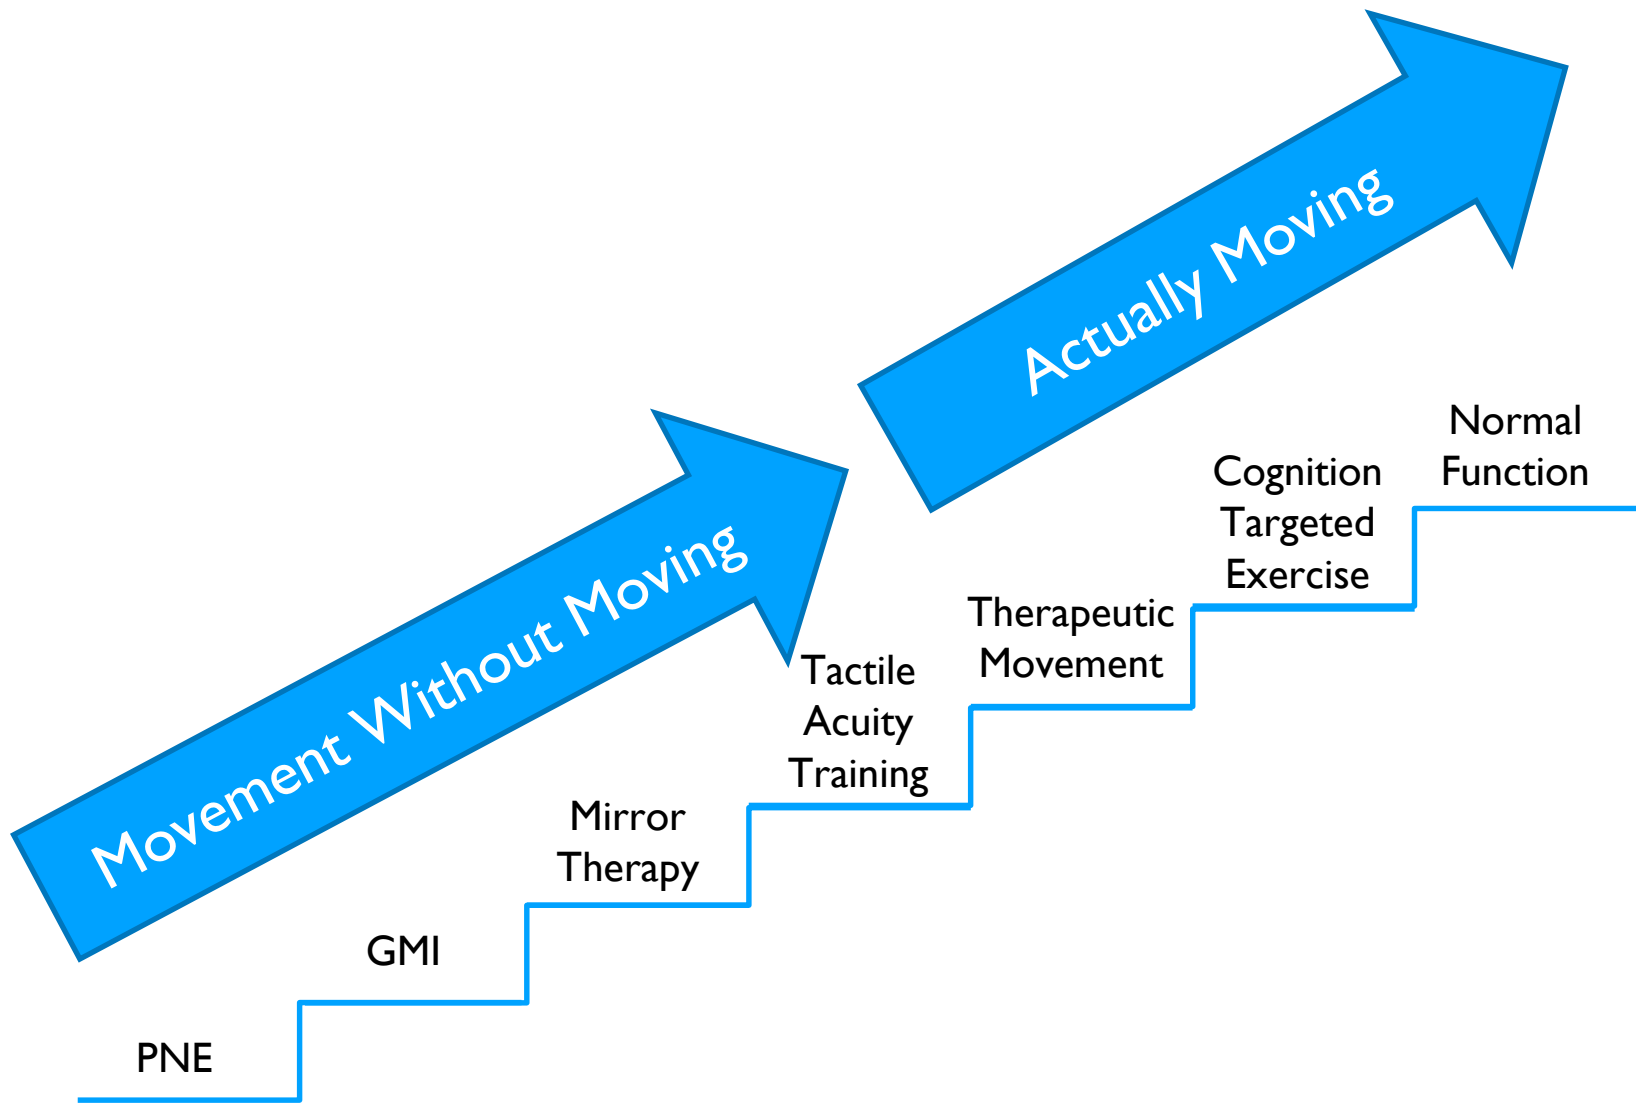 Movement Without Moving
Actually Moving
PNE
GMI
Mirror
Therapy
Tactile
Acuity
Training
Therapeutic
Movement
Cognition
Targeted
Exercise
Normal
Function